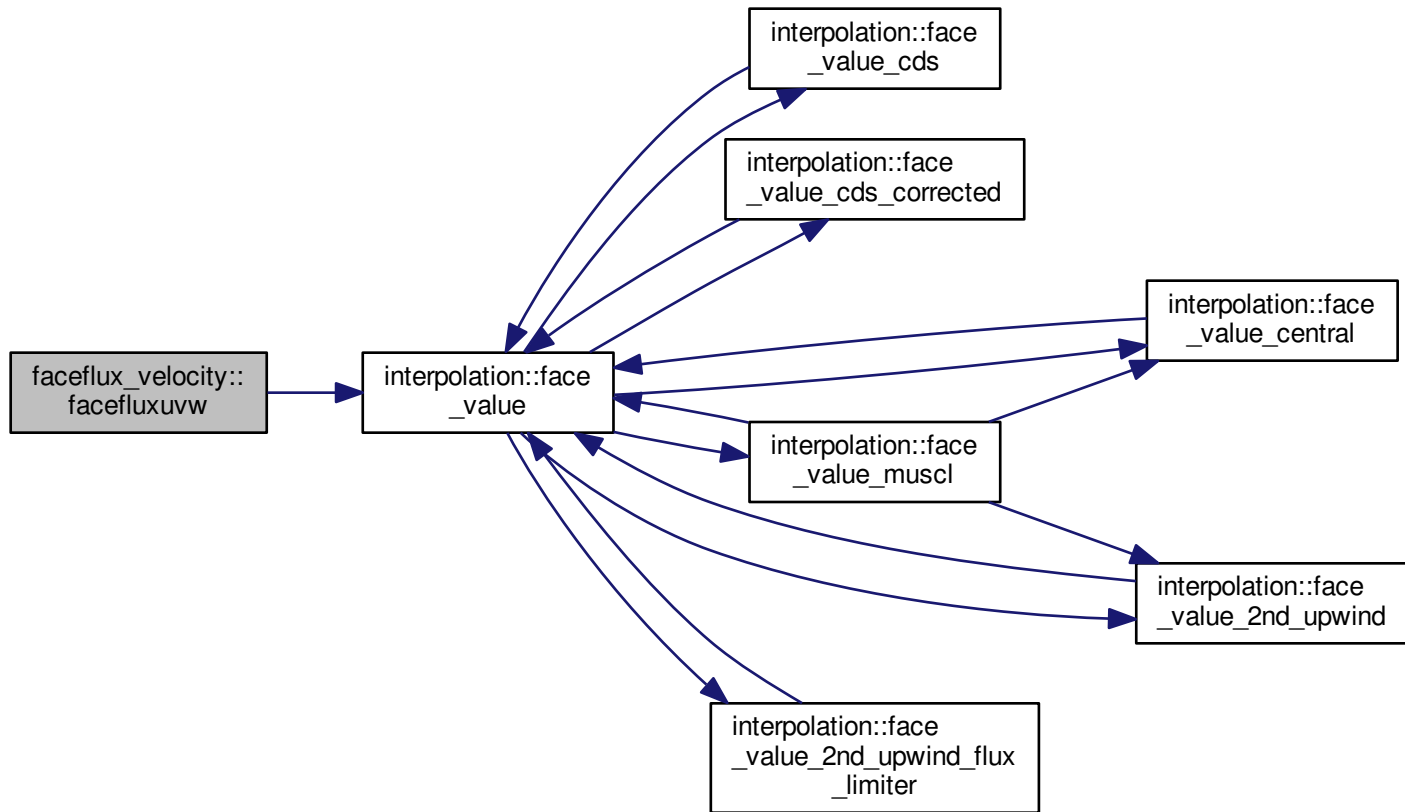 interpolation::face
_value_cds
interpolation::face
_value_cds_corrected
interpolation::face
_value_central
faceflux_velocity::
facefluxuvw
interpolation::face
_value
interpolation::face
_value_muscl
interpolation::face
_value_2nd_upwind
interpolation::face
_value_2nd_upwind_flux
_limiter